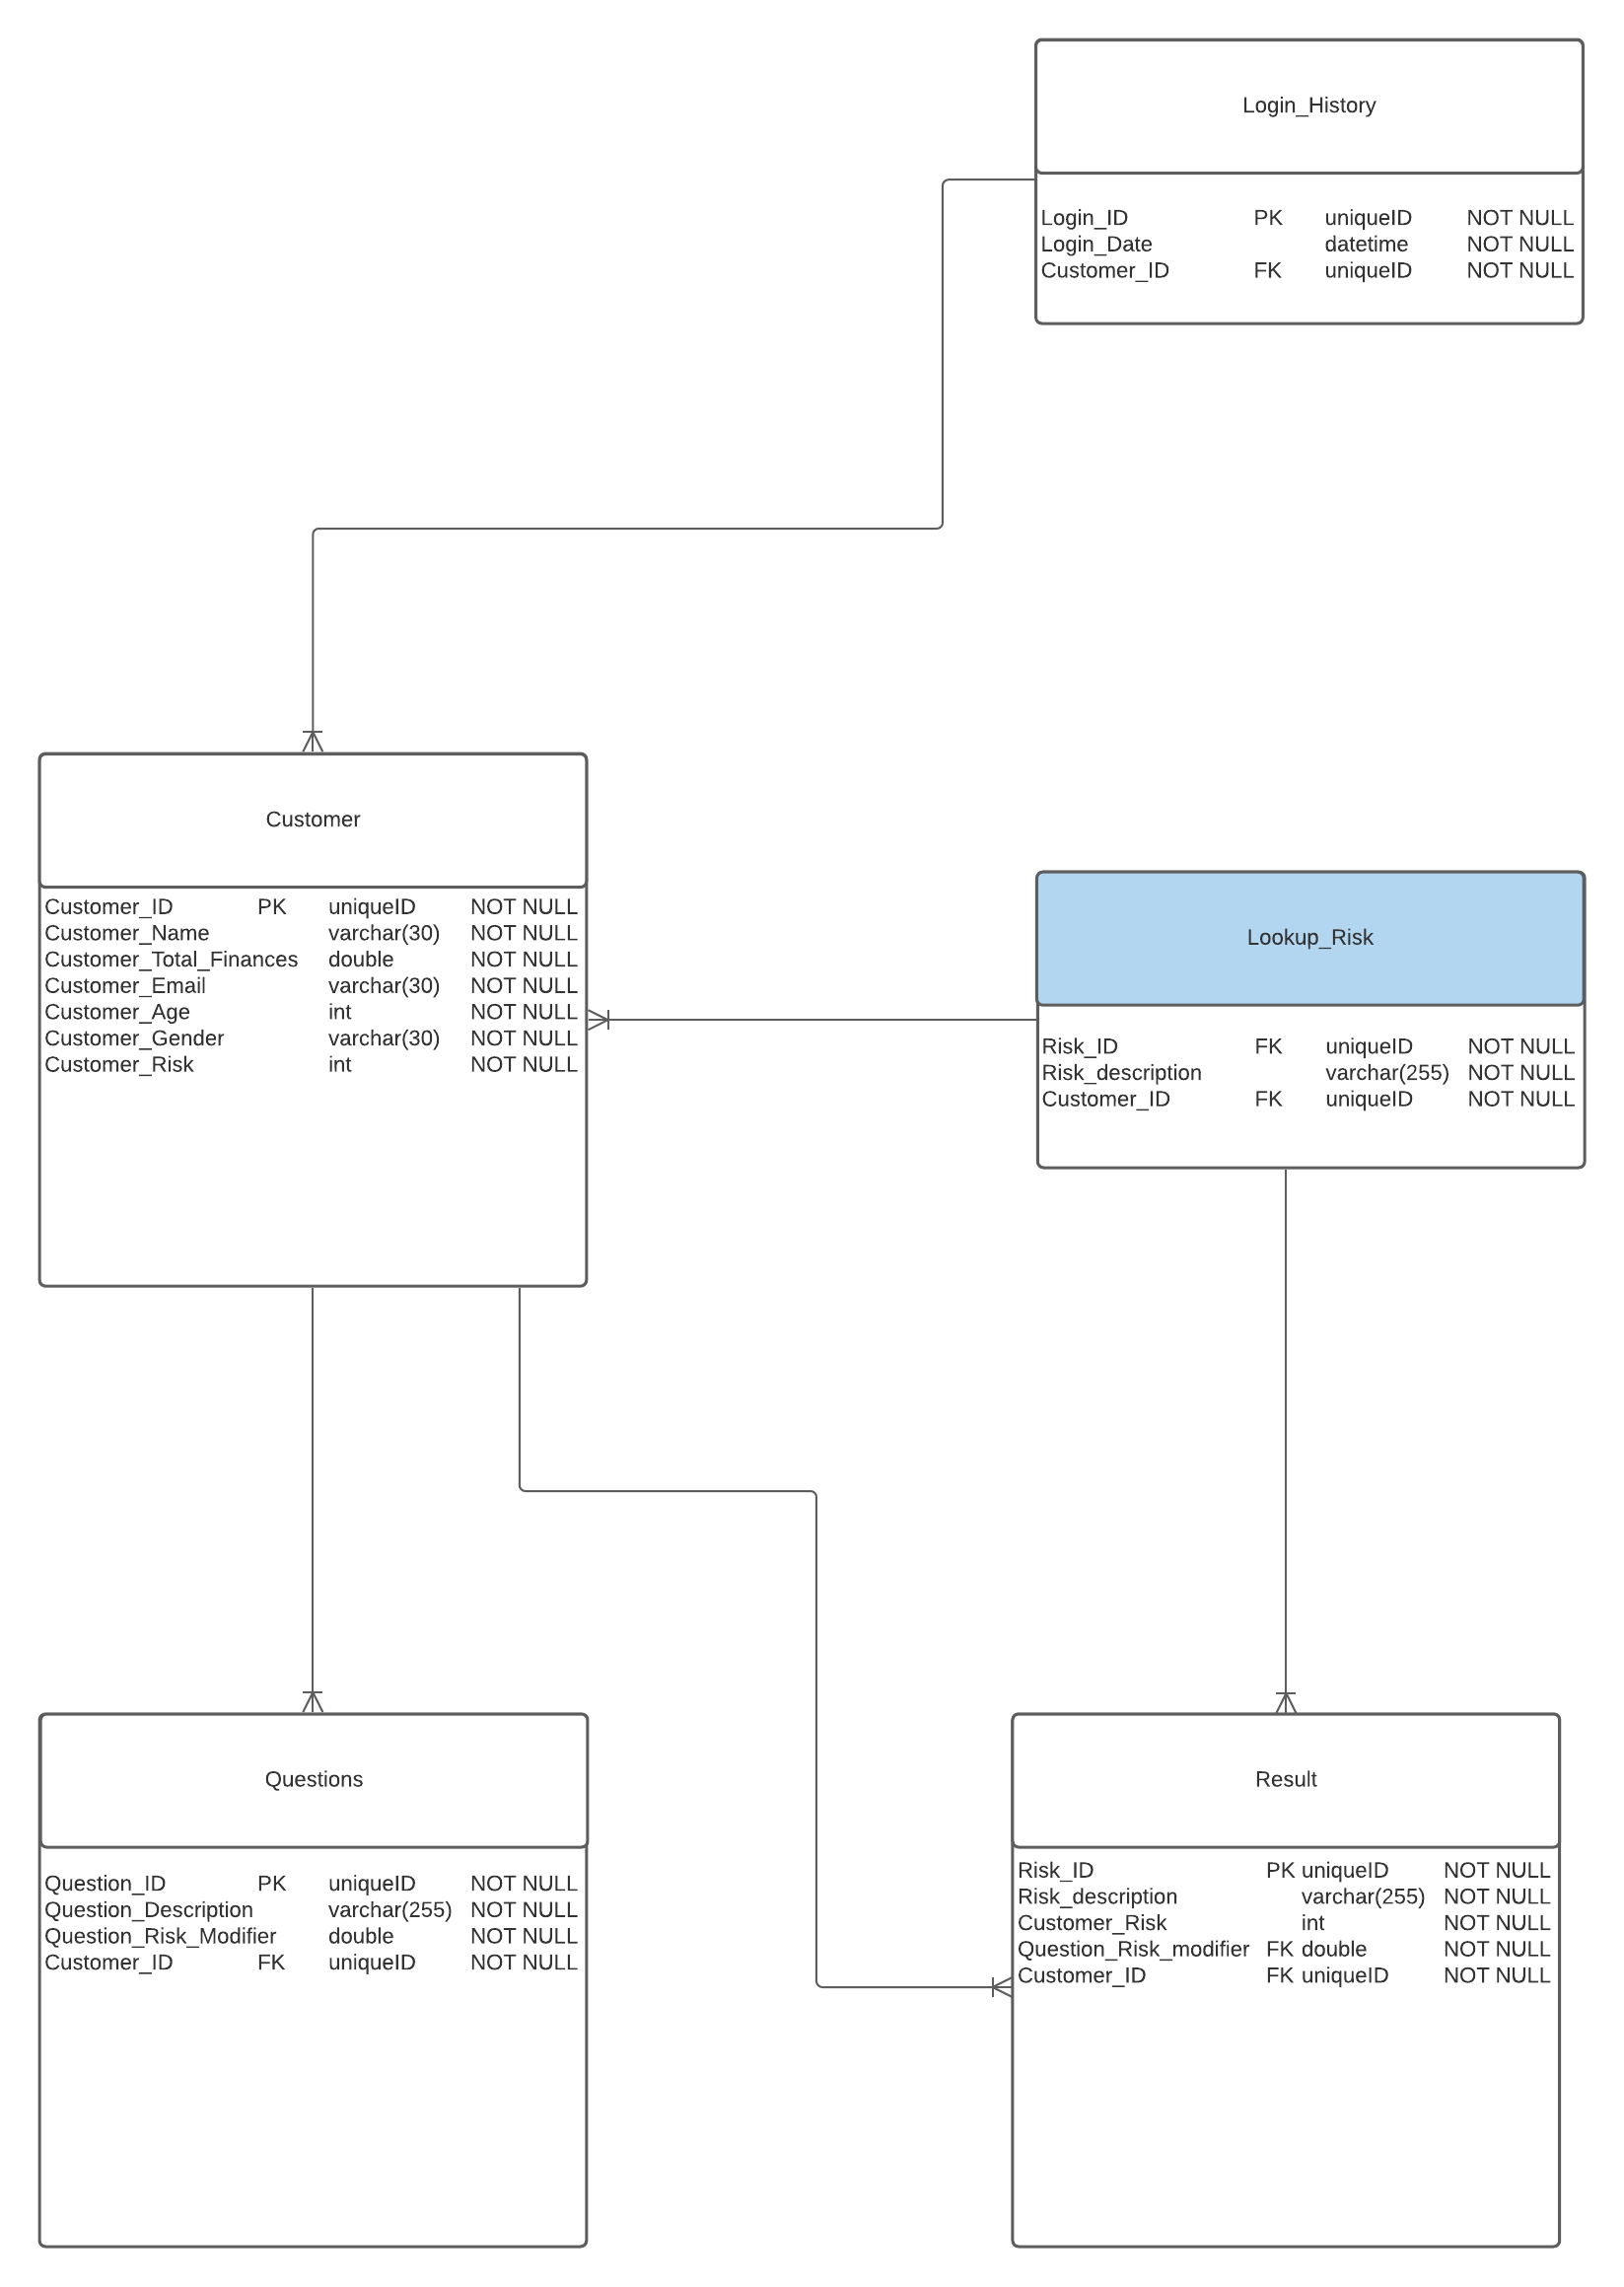 Login_History
Login_ID PK uniqueID NOT NULL
Login_Date datetime NOT NULL
Customer_ID FK uniqueID NOT NULL
Customer
Customer_ID PK uniqueID NOT NULL
Customer_Name varchar(30) NOT NULL
Customer_Total_Finances double NOT NULL
Customer_Email varchar(30) NOT NULL
Customer_Age int NOT NULL
Customer_Gender varchar(30) NOT NULL
Customer_Risk int NOT NULL
Lookup_Risk
Risk_ID FK uniqueID NOT NULL
Risk_description varchar(255) NOT NULL
Customer_ID FK uniqueID NOT NULL
Questions
Question_ID PK uniqueID NOT NULL
Question_Description varchar(255) NOT NULL
Question_Risk_Modifier double NOT NULL
Customer_ID FK uniqueID NOT NULL
Result
Risk_ID PK uniqueID NOT NULL
Risk_description varchar(255) NOT NULL
Customer_Risk int NOT NULL
Question_Risk_modifier FK double NOT NULL
Customer_ID FK uniqueID NOT NULL